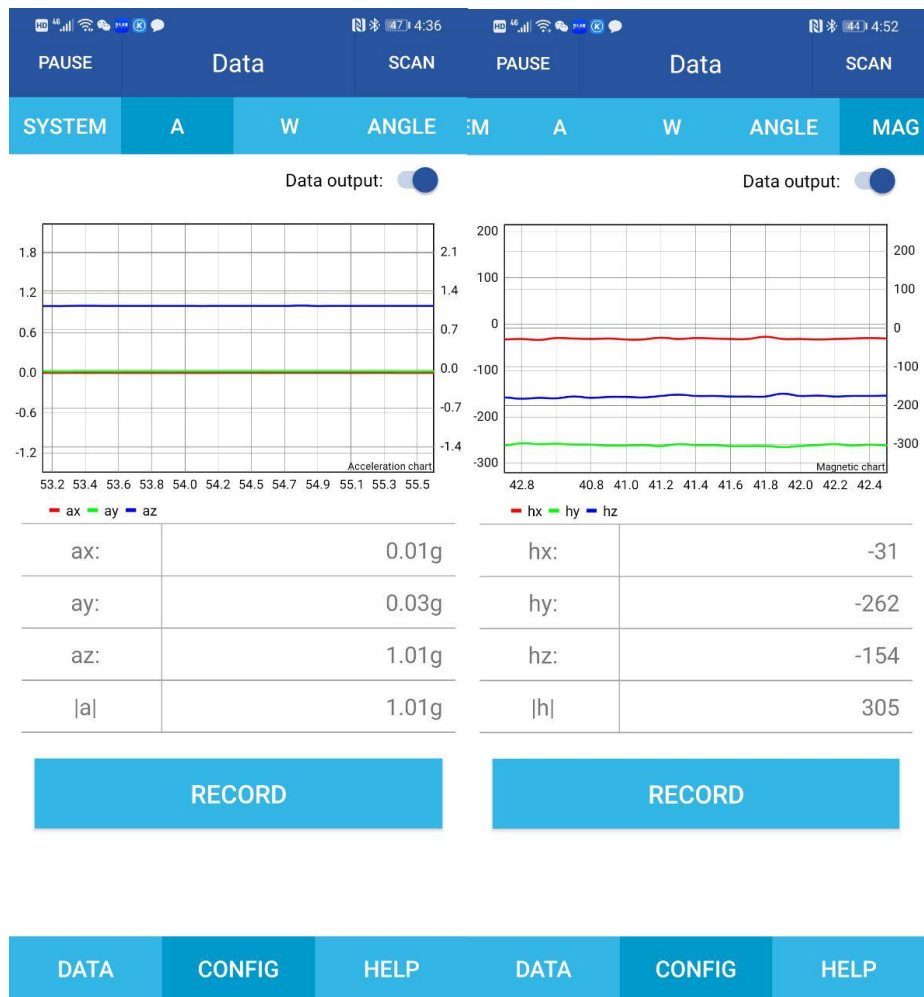 HD 46 47 4:36
PAUSE Data SCAN
SYSTEM A W ANGLE
Data output:
1.8 2.1
1.2 1.4
0.6 0.7
0.0 0.0
-0.6 -0.7
-1.2 -1.4
Acceleration chart
53.2 53.4 53.6 53.8 54.0 54.2 54.5 54.7 54.9 55.1 55.3 55.5
ax ay az
ax: 0.01g
ay: 0.03g
az: 1.01g
|a| 1.01g
RECORD
DATA CONFIG HELP
HD 46 44 4:52
PAUSE Data SCAN
EM A W ANGLE MAG
Data output:
200 200
100 100
0 0
-100 -100
-200 -200
-300 -300
Magnetic chart
42.8 40.8 41.0 41.2 41.4 41.6 41.8 42.0 42.2 42.4
hx hy hz
hx: -31
hy: -262
hz: -154
|h| 305
RECORD
DATA CONFIG HELP